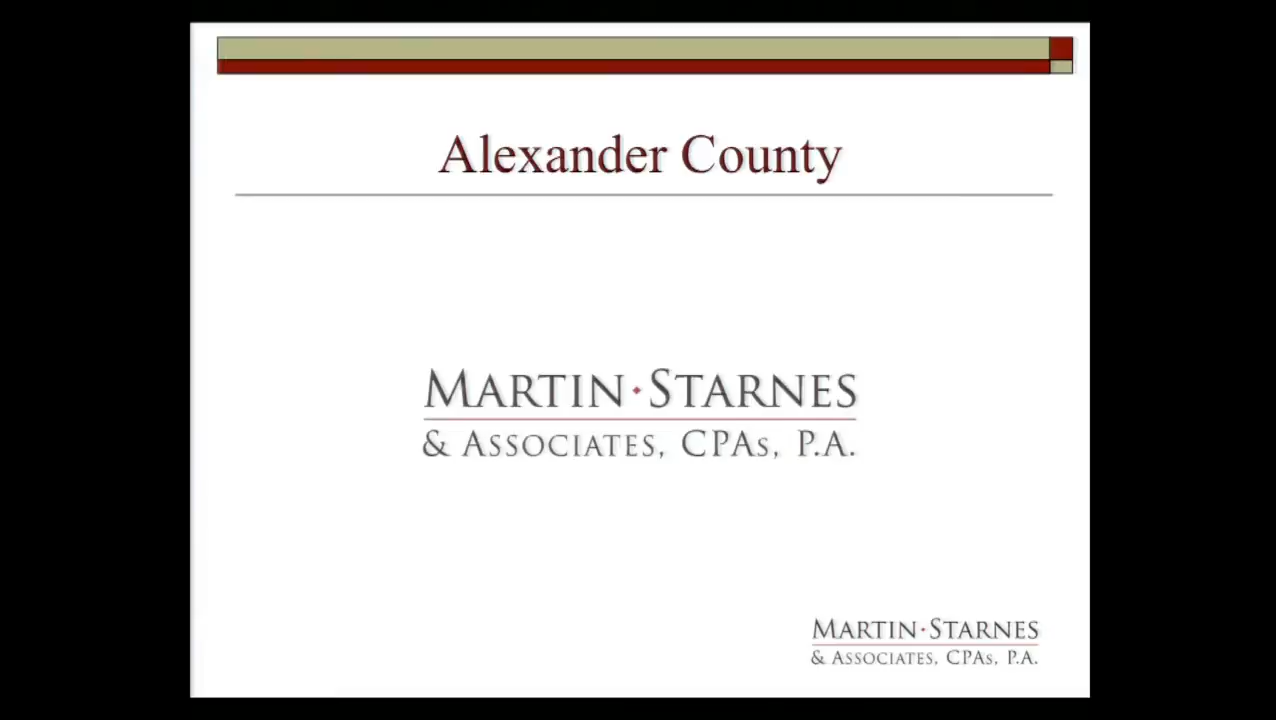 Alexander County
MARTIN·STARNES
& ASSOCIATES, CPAs, P.A.
MARTIN·STARNES
& ASSOCIATES, CPAs, P.A.